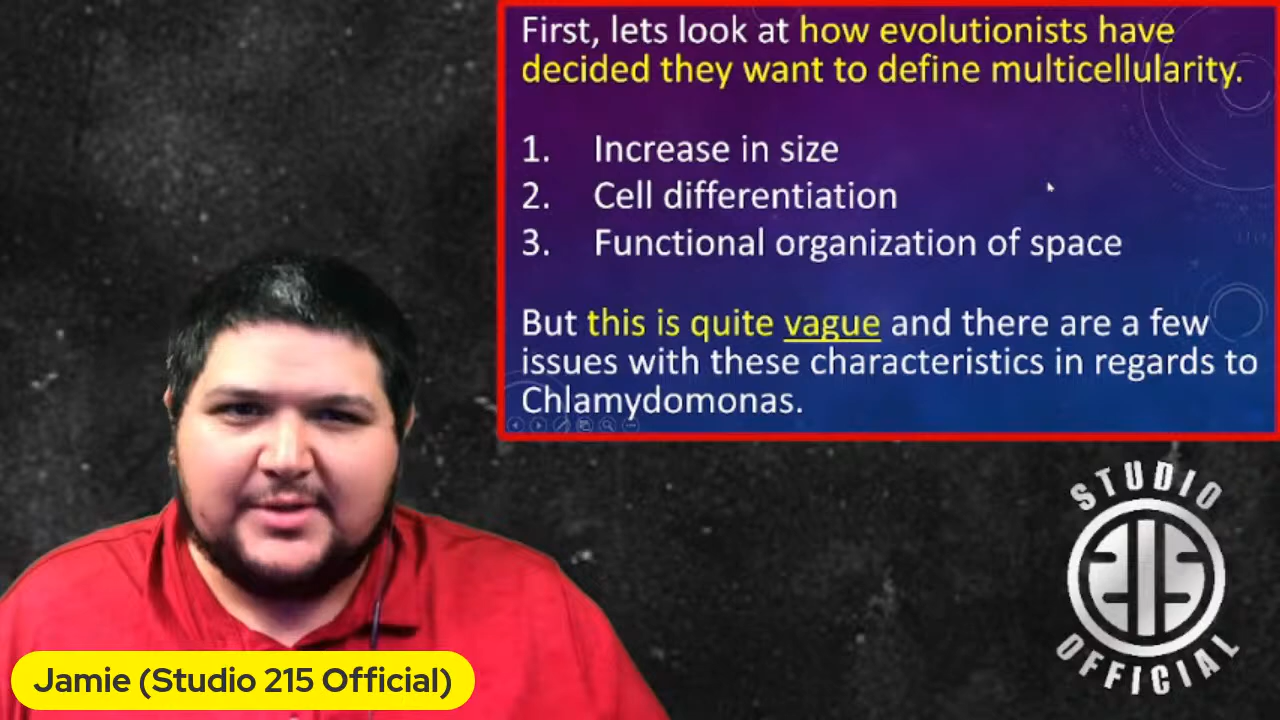 First, lets look at how evolutionists have
decided they want to define multicellularity.
1. Increase in size
2. Cell differentiation
3. Functional organization of space
But this is quite vague and there are a few
issues with these characteristics in regards to
Chlamydomonas.
STUDIO
215
OFFICIAL
Jamie (Studio 215 Official)